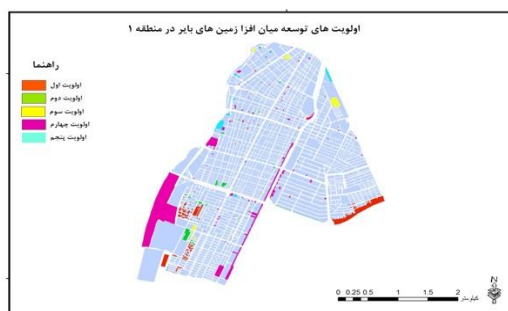 اولویت های توسعه میان افزا زمین های بایر در منطقه ۱
راهنما
اولویت اول
اولویت دوم
اولویت سوم
اولویت چهارم
اولویت پنجم
0 0.25 0.5 1 1.5 2
کیلومتر